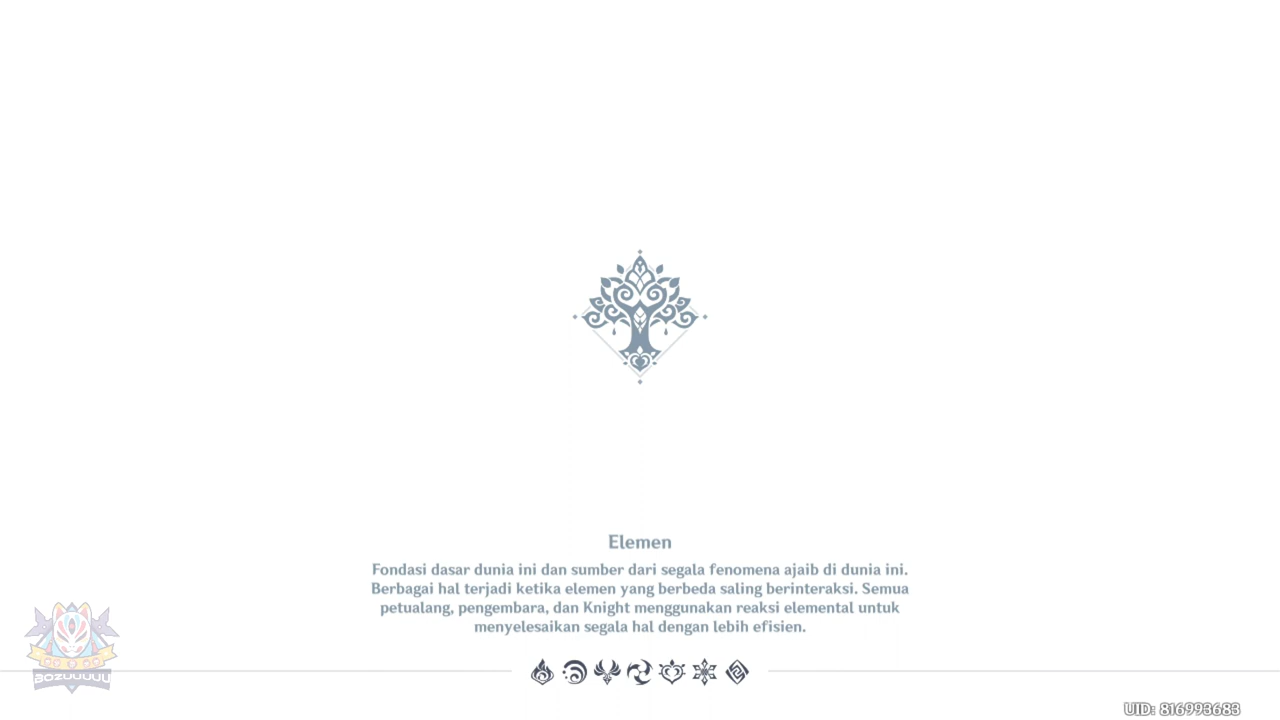 Elemen
Fondasi dasar dunia ini dan sumber dari segala fenomena ajaib di dunia ini.
Berbagai hal terjadi ketika elemen yang berbeda saling berinteraksi. Semua
petualang, pengembara, dan Knight menggunakan reaksi elemental untuk
menyelesaikan segala hal dengan lebih efisien.
BOZUUUUU
UID: 816993683